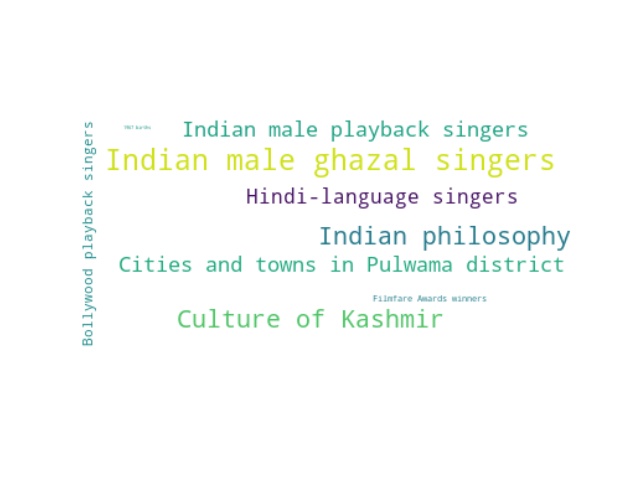 Bollywood playback singers
Indian male playback singers
Indian male ghazal singers
Hindi-language singers
Indian philosophy
Cities and towns in Pulwama district
Filmfare Awards winners
Culture of Kashmir